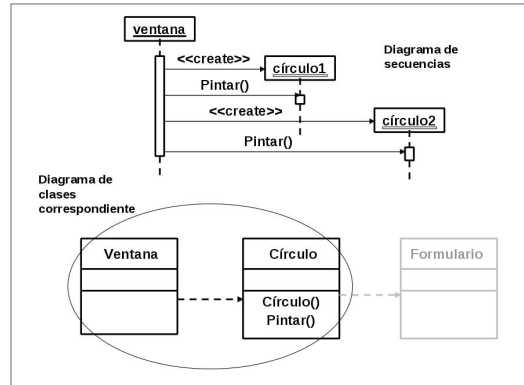 ventana
<<create>>
círculo1
Diagrama de
secuencias
Pintar()
<<create>>
círculo2
Pintar()
Diagrama de
clases
correspondiente
Ventana
Círculo
Formulario
Círculo()
Pintar()